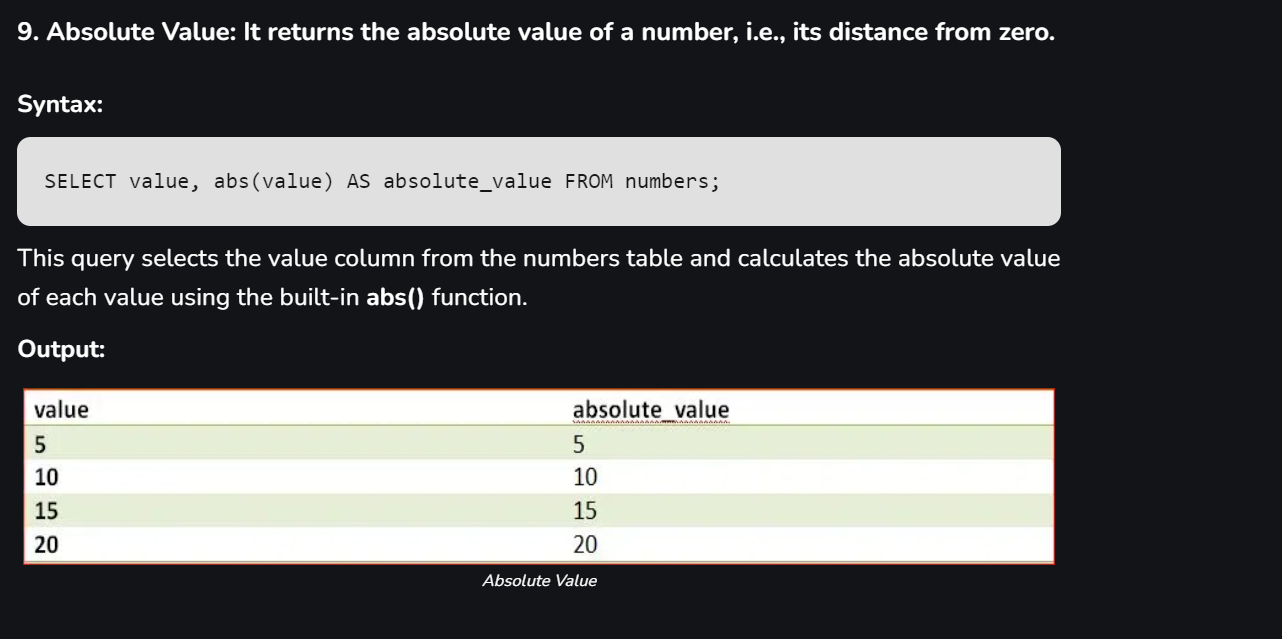 9. Absolute Value: It returns the absolute value of a number, i.e., its distance from zero.
Syntax:
SELECT value, abs(value) AS absolute_value FROM numbers;
This query selects the value column from the numbers table and calculates the absolute value
of each value using the built-in abs() function.
Output:
value absolute_value
5 5
10 10
15 15
20 20
Absolute Value